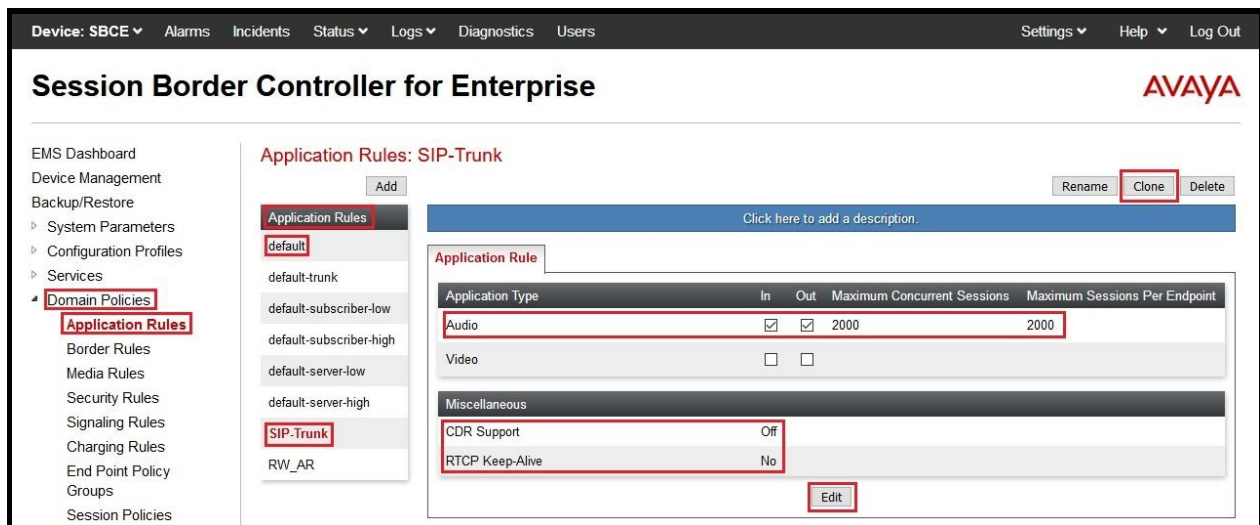 Device: SBCE Alarms Incidents Status Logs Diagnostics Users Settings Help Log Out
Session Border Controller for Enterprise
AVAYA
EMS Dashboard
Device Management
Backup/Restore
System Parameters
Configuration Profiles
Services
Domain Policies
Application Rules
Border Rules
Media Rules
Security Rules
Signaling Rules
Charging Rules
End Point Policy
Groups
Session Policies
Application Rules: SIP-Trunk
Add
Rename Clone Delete
Application Rules
default
default-trunk
default-subscriber-low
default-subscriber-high
default-server-low
default-server-high
SIP-Trunk
RW_AR
Click here to add a description.
Application Rule
Application Type In Out Maximum Concurrent Sessions Maximum Sessions Per Endpoint
Audio 2000 2000
Video
Miscellaneous
CDR Support Off
RTCP Keep-Alive No
Edit